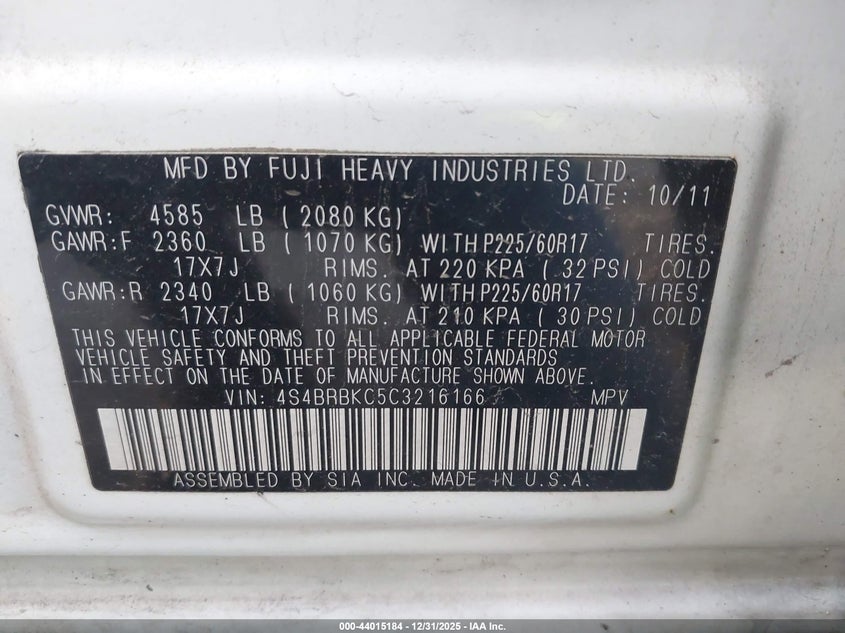 MFD BY FUJI HEAVY INDUSTRIES LTD.
DATE: 10/11
GVWR: 4585 LB ( 2080 KG)
GAWR:F 2360 LB ( 1070 KG) WITH P225/60R17 TIRES.
17X7J RIMS. AT 220 KPA ( 32 PSI) COLD
GAWR:R 2340 LB ( 1060 KG) WITH P225/60R17 TIRES.
17X7J RIMS. AT 210 KPA ( 30 PSI) COLD
THIS VEHICLE CONFORMS TO ALL APPLICABLE FEDERAL MOTOR
VEHICLE SAFETY AND THEFT PREVENTION STANDARDS
IN EFFECT ON THE DATE OF MANUFACTURE SHOWN ABOVE.
VIN: 4S4BRBKC5C3216166 MPV
ASSEMBLED BY SIA INC. MADE IN U.S.A.
000-44015184 - 12/31/2025 - IAA Inc.